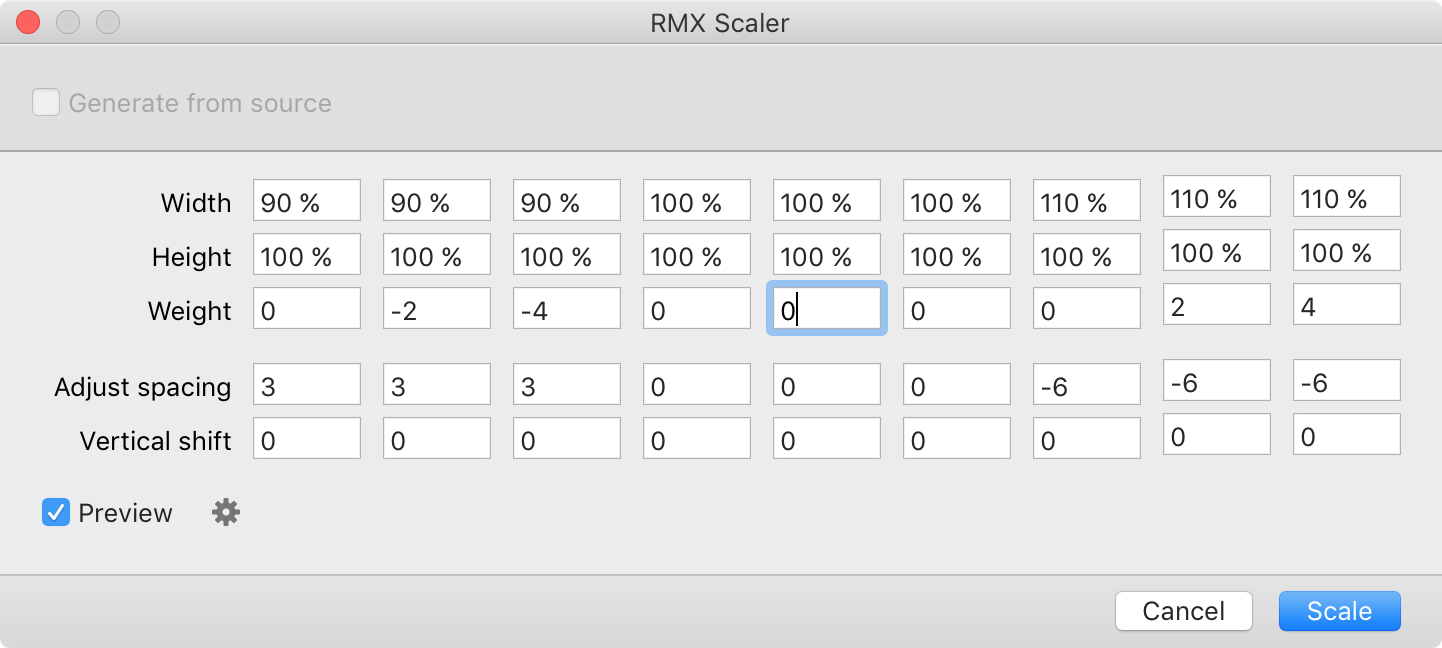 RMX Scaler
Generate from source
Width 90 % 90 % 90 % 100 % 100 % 100 % 110 % 110 % 110 %
Height 100 % 100 % 100 % 100 % 100 % 100 % 100 % 100 % 100 %
Weight 0 -2 -4 0 0 0 0 2 4
Adjust spacing 3 3 3 0 0 0 -6 -6 -6
Vertical shift 0 0 0 0 0 0 0 0 0
Preview
Cancel Scale